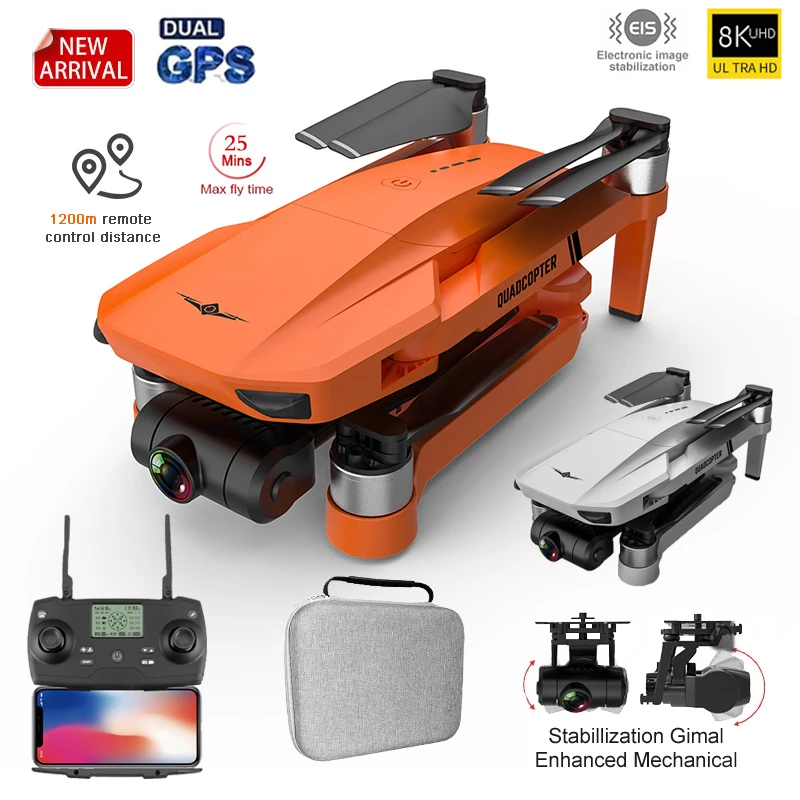 NEW
ARRIVAL
DUAL
GPS
EIS
Electronic image
stabilization
8K UHD
UL TRA HD
25
Mins
Max fly time
1200m remote
control distance
QUADCOPTER
QUADCOPTER
Stabillization Gimal
Enhanced Mechanical